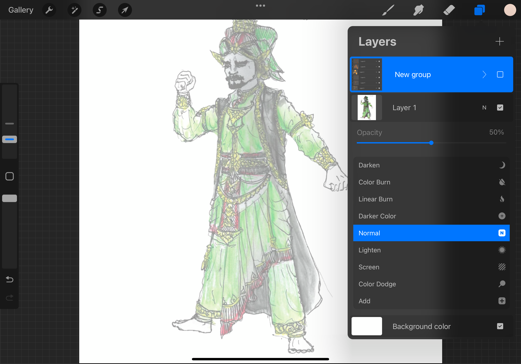 Gallery
Layers
New group
Layer 1 N
Opacity 50%
Darken
Color Burn
Linear Burn
Darker Color
Normal N
Lighten
Screen
Color Dodge
Add
Background color